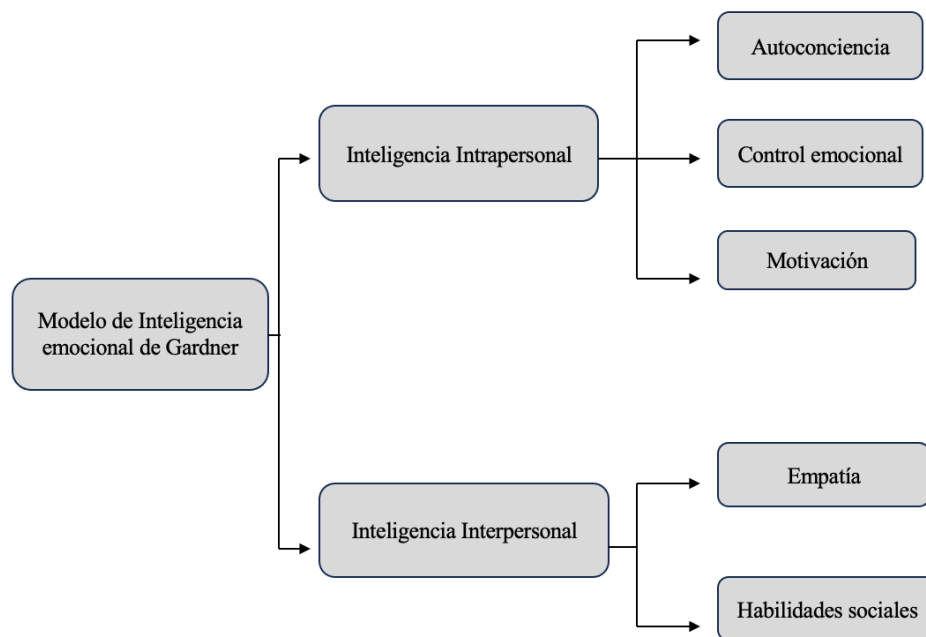 Autoconciencia
Inteligencia Intrapersonal
Control emocional
Motivación
Modelo de Inteligencia
emocional de Gardner
Empatía
Inteligencia Interpersonal
Habilidades sociales